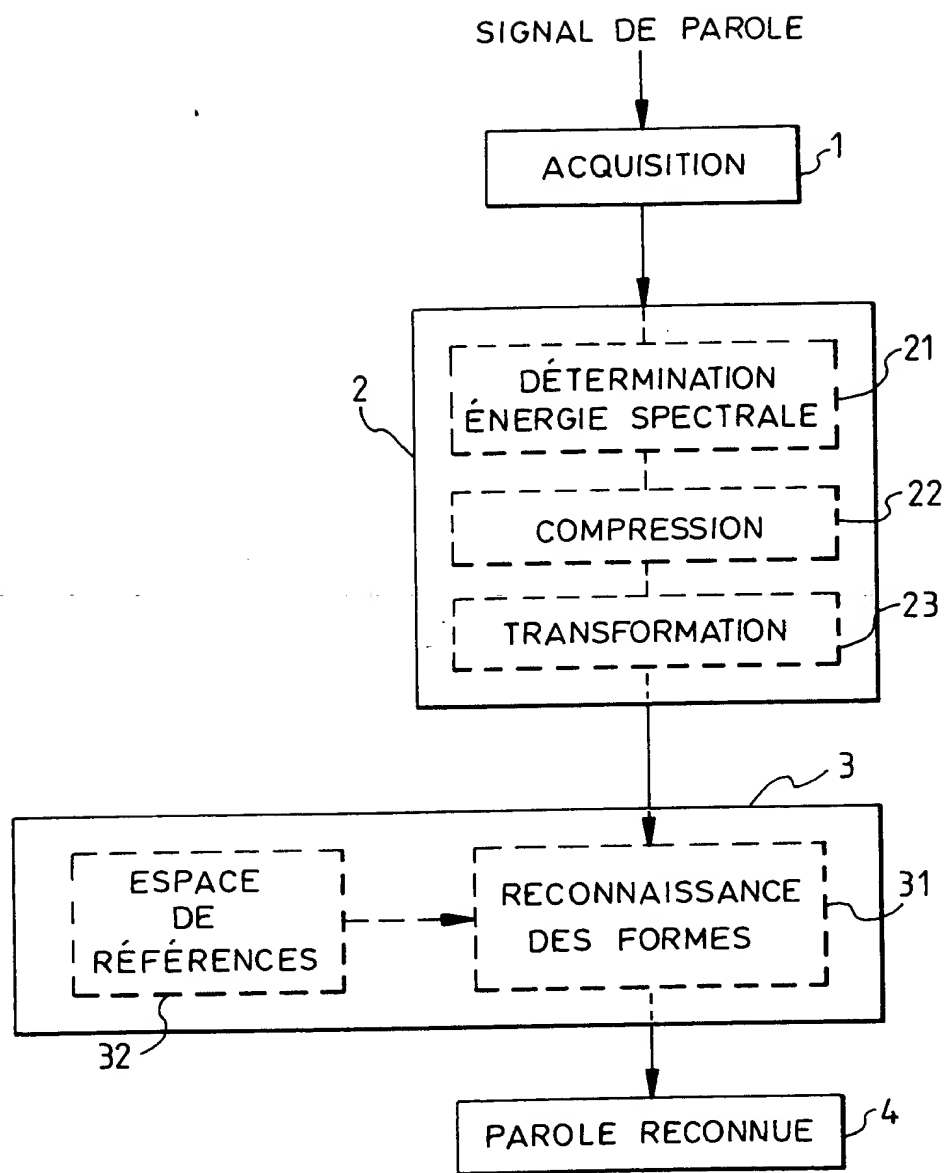 SIGNAL DE PAROLE
1
ACQUISITION
2
21
DÉTERMINATION
ÉNERGIE SPECTRALE
22
COMPRESSION
23
TRANSFORMATION
3
ESPACE
DE
RÉFÉRENCES
RECONNAISSANCE
DES FORMES
31
32
PAROLE RECONNUE
4